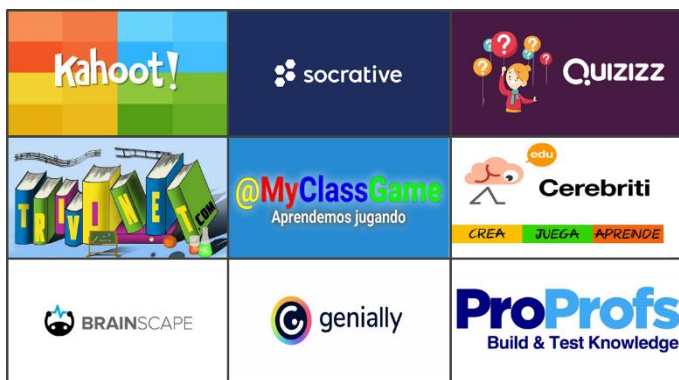 Kahoot!
socrative
Quizizz
TRIVINET.COM
@MyClassGame
Aprendemos jugando
edu
Cerebriti
CREA JUEGA APRENDE
BRAINSCAPE
genially
ProProfs
Build & Test Knowledge